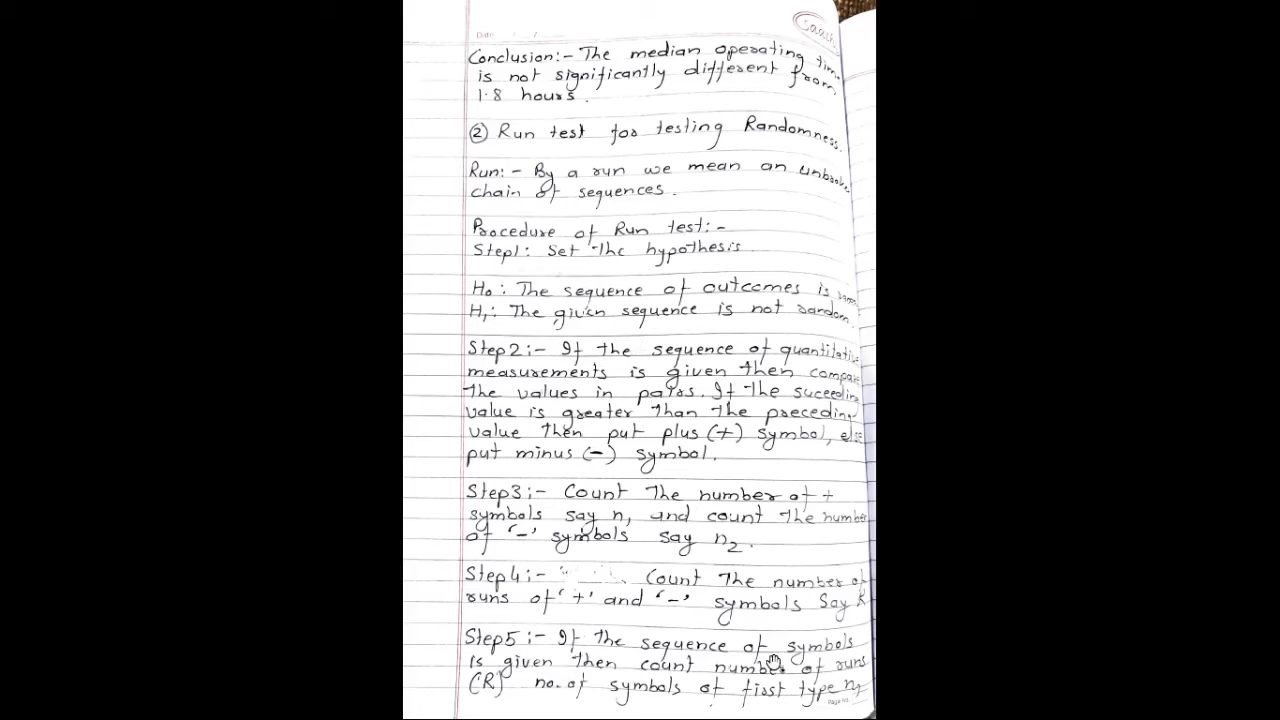 Saachi
Date / /
Conclusion:- The median operating time
is not significantly different from
1.8 hours.
② Run test for testing Randomness.
Run:- By a run we mean an unbroken
chain of sequences.
Procedure of Run test:-
Step1: Set the hypothesis
H₀: The sequence of outcomes is
H₁: The given sequence is not random.
Step2:- If the sequence of quantitative
measurements is given then compare
the values in pairs. If the suceeding
value is greater than the preceding
value then put plus (+) symbol, else
put minus (-) symbol.
Step3:- Count the number of +
symbols say n₁ and count the number
of '-' symbols say n₂.
Step4:- Count the number of
runs of '+' and '-' symbols Say R
Step5:- If the sequence of symbols
is given then count number of runs
(R) no. of symbols of first type n₁
Page No.